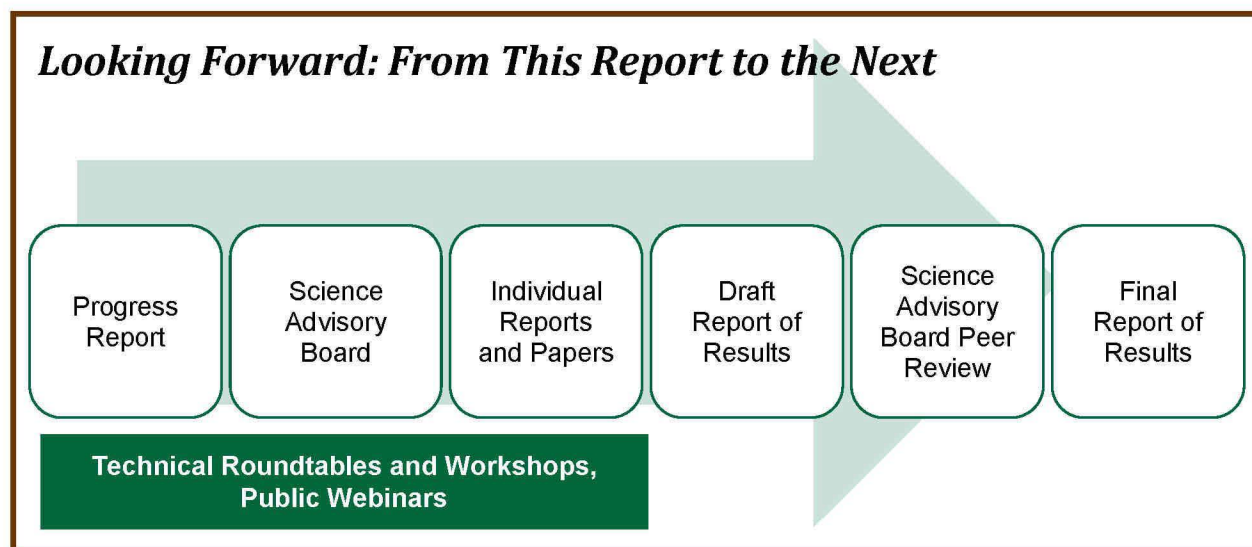 Looking Forward: From This Report to the Next
Progress
Report
Science
Advisory
Board
Individual
Reports
and Papers
Draft
Report of
Results
Science
Advisory
Board Peer
Review
Final
Report of
Results
Technical Roundtables and Workshops,
Public Webinars